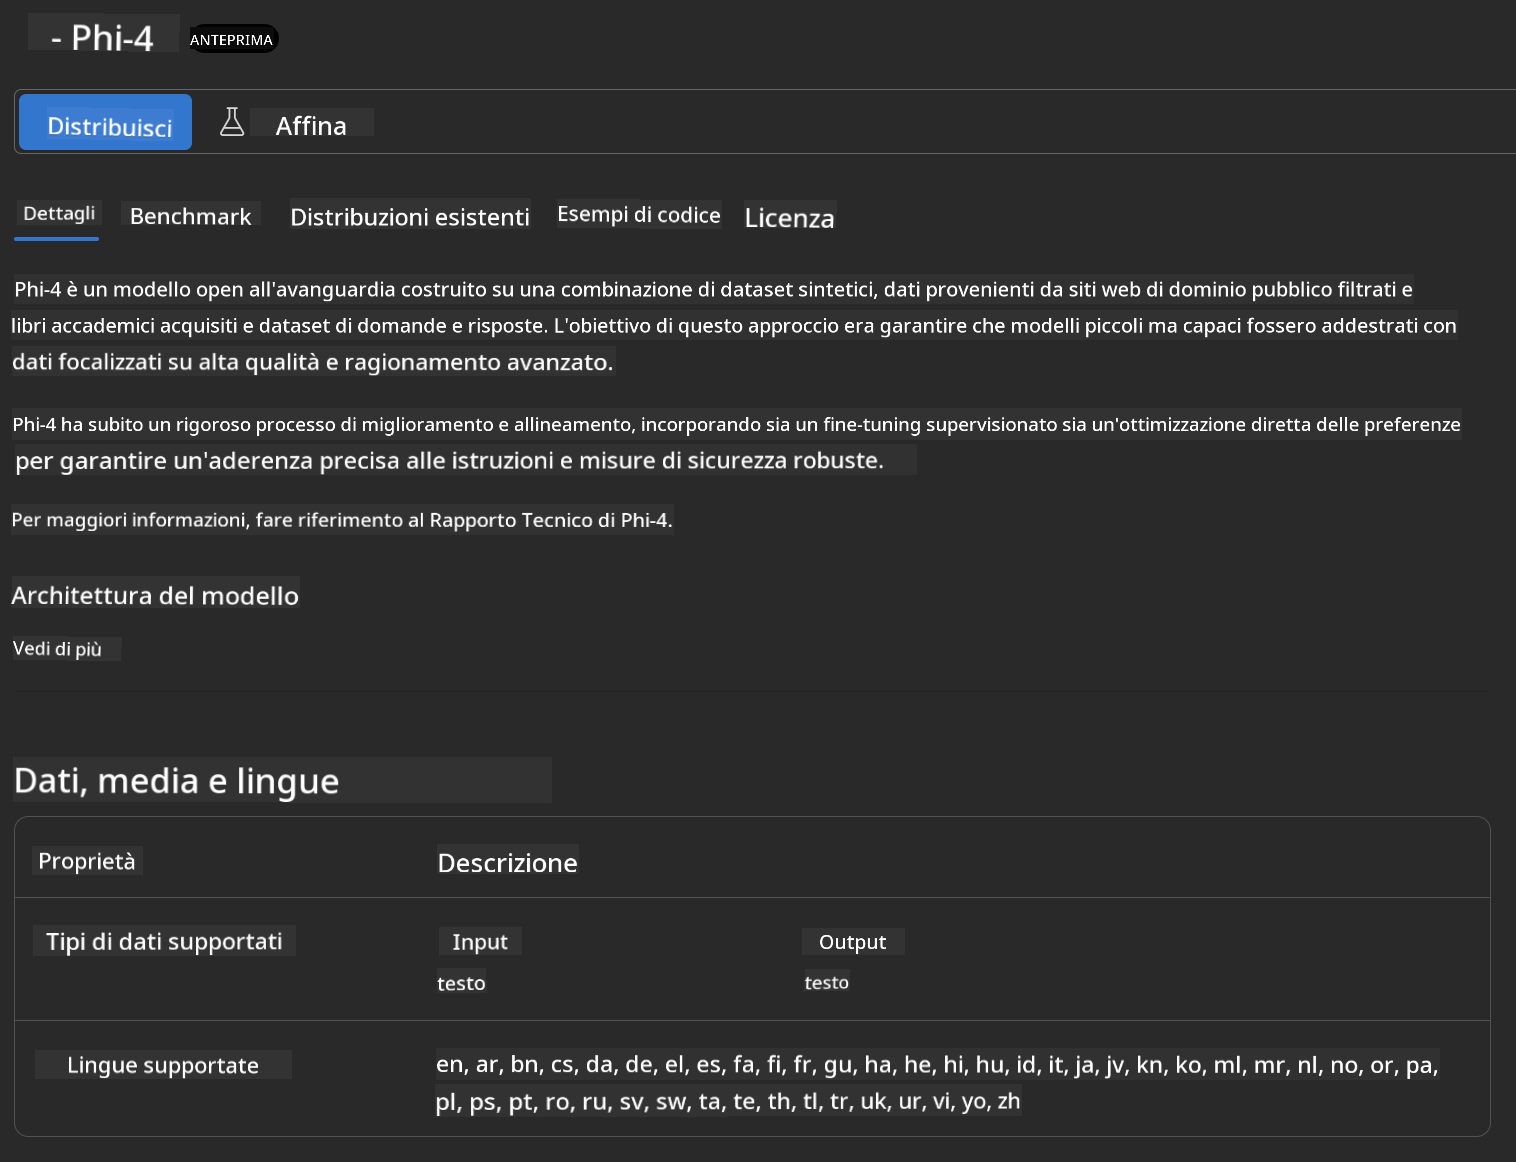 - Phi-4 ANTEPRIMA
Distribuisci Affina
Dettagli Benchmark Distribuzioni esistenti Esempi di codice Licenza
Phi-4 è un modello open all'avanguardia costruito su una combinazione di dataset sintetici, dati provenienti da siti web di dominio pubblico filtrati e
libri accademici acquisiti e dataset di domande e risposte. L'obiettivo di questo approccio era garantire che modelli piccoli ma capaci fossero addestrati con
dati focalizzati su alta qualità e ragionamento avanzato.
Phi-4 ha subito un rigoroso processo di miglioramento e allineamento, incorporando sia un fine-tuning supervisionato sia un'ottimizzazione diretta delle preferenze
per garantire un'aderenza precisa alle istruzioni e misure di sicurezza robuste.
Per maggiori informazioni, fare riferimento al Rapporto Tecnico di Phi-4.
Architettura del modello
Vedi di più
Dati, media e lingue
Proprietà Descrizione
Tipi di dati supportati Input Output
testo testo
Lingue supportate en, ar, bn, cs, da, de, el, es, fa, fi, fr, gu, ha, he, hi, hu, id, it, ja, jv, kn, ko, ml, mr, nl, no, or, pa,
pl, ps, pt, ro, ru, sv, sw, ta, te, th, tl, tr, uk, ur, vi, yo, zh